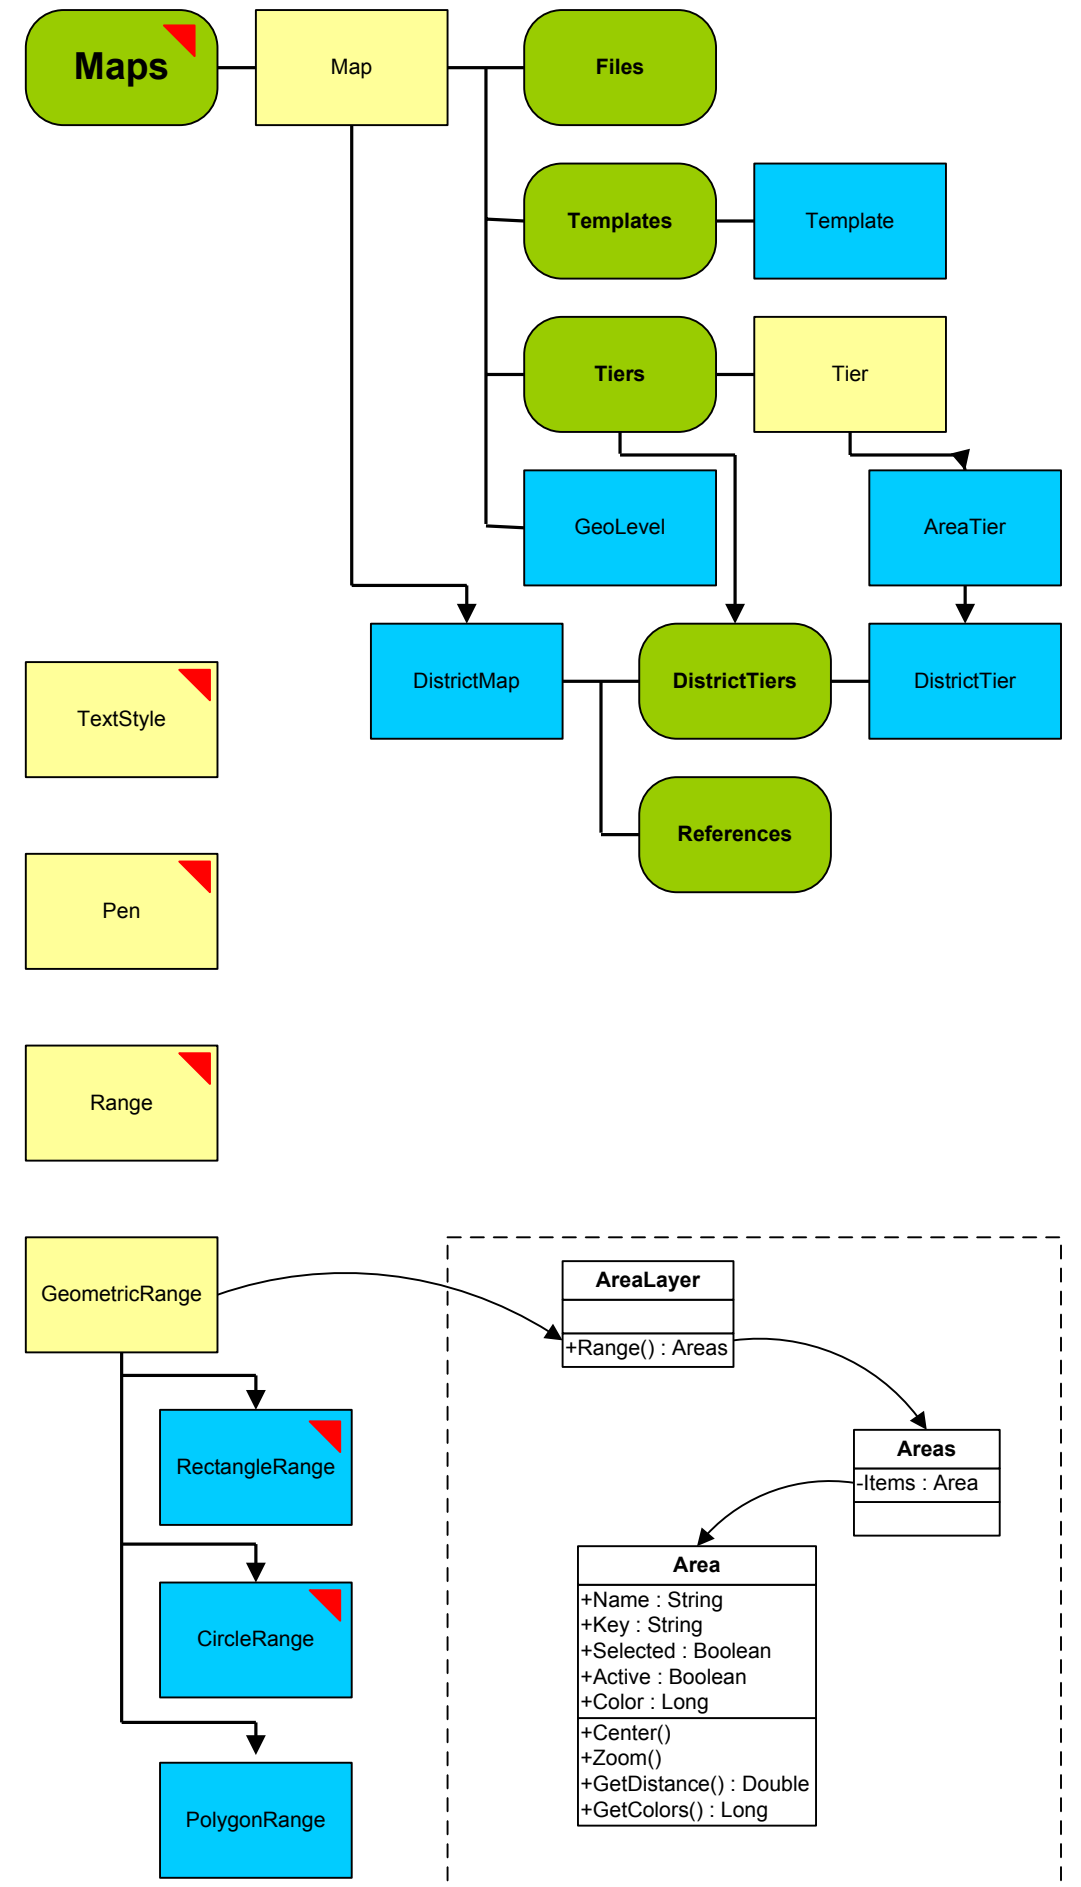 Maps
Map
Files
Templates
Template
Tiers
Tier
GeoLevel
AreaTier
DistrictMap
DistrictTiers
DistrictTier
TextStyle
References
Pen
Range
GeometricRange
AreaLayer
+Range() : Areas
RectangleRange
Areas
-Items : Area
CircleRange
Area
+Name : String
+Key : String
+Selected : Boolean
+Active : Boolean
+Color : Long
+Center()
+Zoom()
+GetDistance() : Double
+GetColors() : Long
PolygonRange